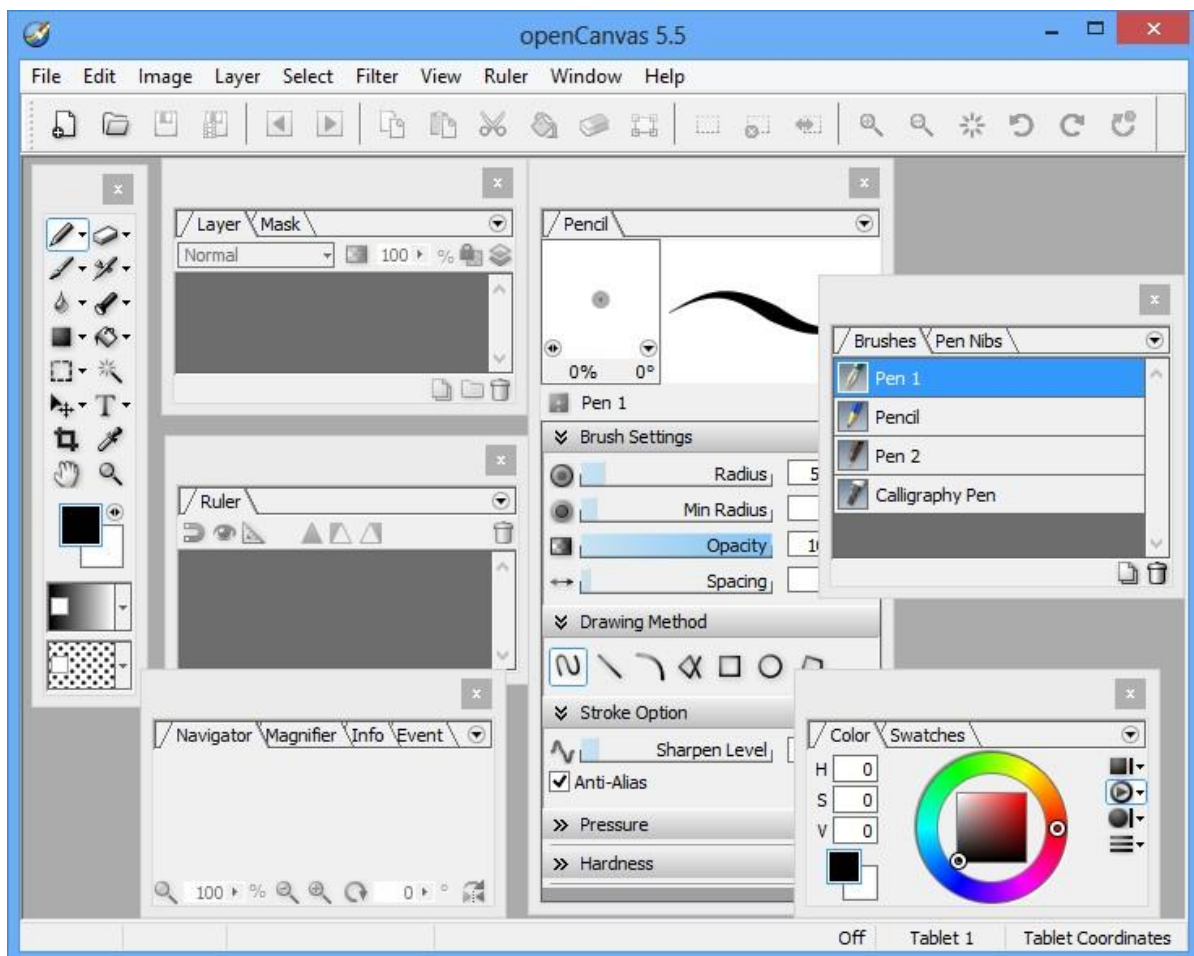 openCanvas 5.5
File Edit Image Layer Select Filter View Ruler Window Help
Layer Mask
Normal 100 %
Ruler
Navigator Magnifier Info Event
100 % 0 °
Pencil
0% 0°
Pen 1
Brush Settings
Radius 5
Min Radius
Opacity
Spacing
Drawing Method
Stroke Option
Sharpen Level
Anti-Alias
Pressure
Hardness
Brushes Pen Nibs
Pen 1
Pencil
Pen 2
Calligraphy Pen
Color Swatches
H 0
S 0
V 0
Off Tablet 1 Tablet Coordinates